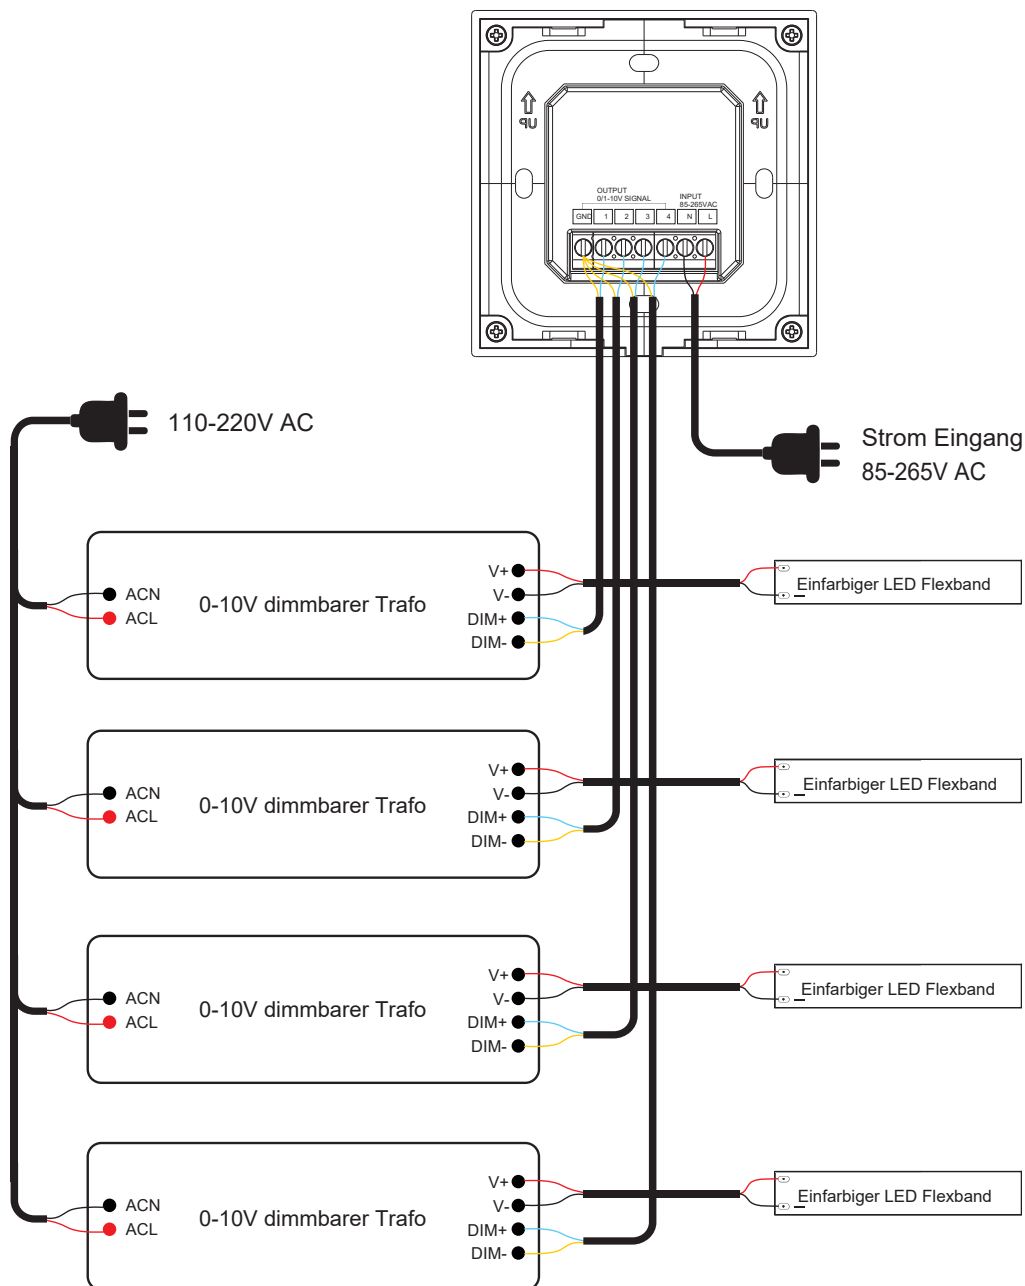 UP
UP
OUTPUT
0/1-10V SIGNAL
INPUT
85-265VAC
GND 1 2 3 4 N L
110-220V AC
Strom Eingang
85-265V AC
0-10V dimmbarer Trafo
ACN
ACL
V+
V-
DIM+
DIM-
Einfarbiger LED Flexband
0-10V dimmbarer Trafo
ACN
ACL
V+
V-
DIM+
DIM-
Einfarbiger LED Flexband
0-10V dimmbarer Trafo
ACN
ACL
V+
V-
DIM+
DIM-
Einfarbiger LED Flexband
0-10V dimmbarer Trafo
ACN
ACL
V+
V-
DIM+
DIM-
Einfarbiger LED Flexband